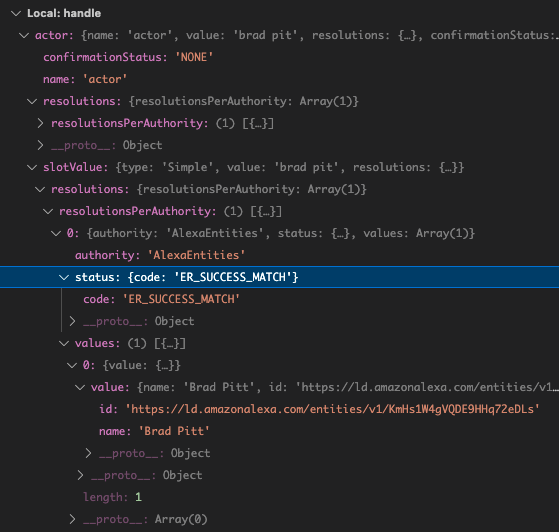 Local: handle
actor: {name: 'actor', value: 'brad pit', resolutions: {…}, confirmationStatus:
confirmationStatus: 'NONE'
name: 'actor'
resolutions: {resolutionsPerAuthority: Array(1)}
resolutionsPerAuthority: (1) [{…}]
__proto__: Object
slotValue: {type: 'Simple', value: 'brad pit', resolutions: {…}}
resolutions: {resolutionsPerAuthority: Array(1)}
resolutionsPerAuthority: (1) [{…}]
0: {authority: 'AlexaEntities', status: {…}, values: Array(1)}
authority: 'AlexaEntities'
status: {code: 'ER_SUCCESS_MATCH'}
code: 'ER_SUCCESS_MATCH'
__proto__: Object
values: (1) [{…}]
0: {value: {…}}
value: {name: 'Brad Pitt', id: 'https://ld.amazonalexa.com/entities/v1…
id: 'https://ld.amazonalexa.com/entities/v1/KmHs1W4gVQDE9HHq72eDLs'
name: 'Brad Pitt'
__proto__: Object
__proto__: Object
length: 1
__proto__: Array(0)